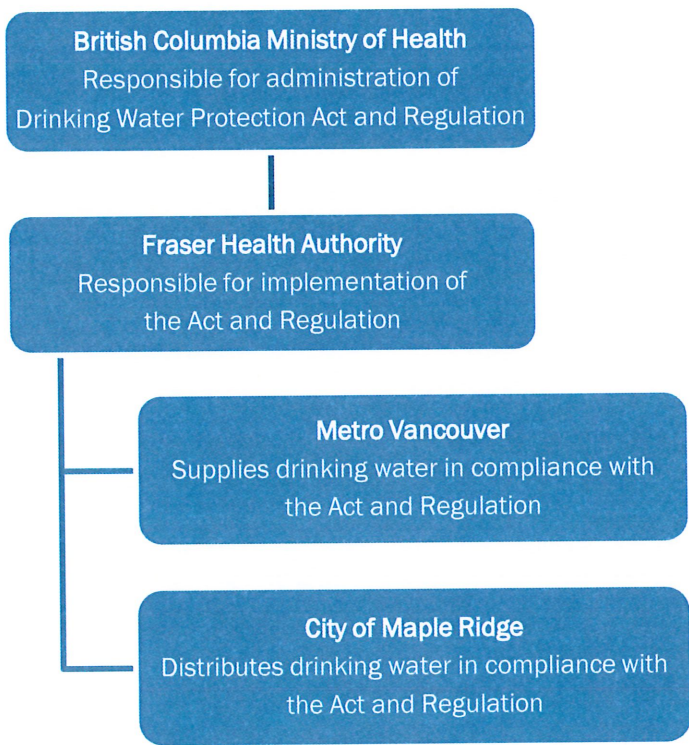 British Columbia Ministry of Health
Responsible for administration of
Drinking Water Protection Act and Regulation
Fraser Health Authority
Responsible for implementation of
the Act and Regulation
Metro Vancouver
Supplies drinking water in compliance with
the Act and Regulation
City of Maple Ridge
Distributes drinking water in compliance with
the Act and Regulation